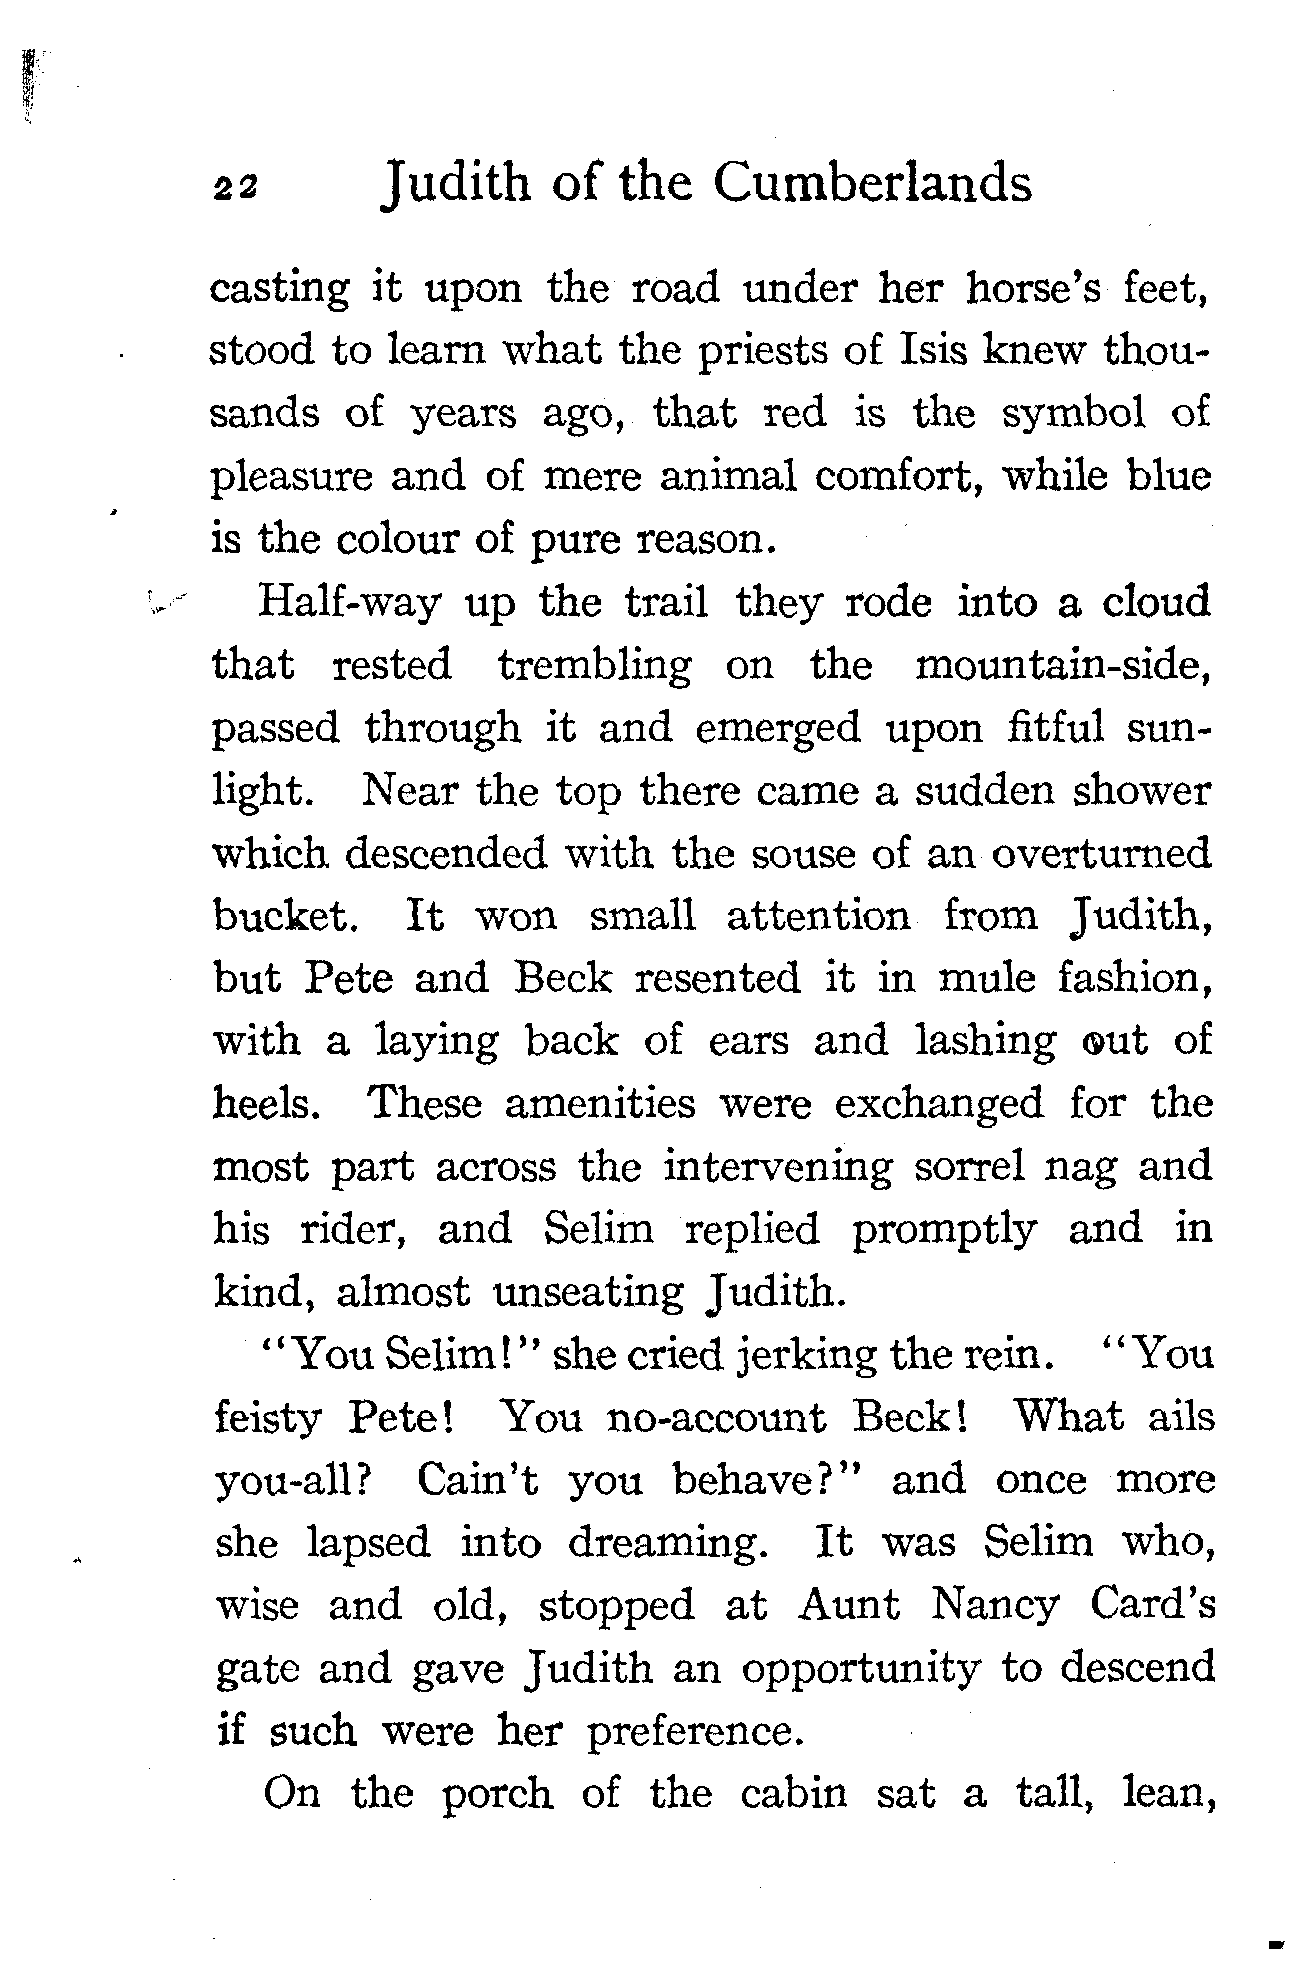 22 Judith of the Cumberlands
casting it upon the road under her horse's feet,
stood to learn what the priests of Isis knew thou-
sands of years ago, that red is the symbol of
pleasure and of mere animal comfort, while blue
is the colour of pure reason.
Half-way up the trail they rode into a cloud
that rested trembling on the mountain-side,
passed through it and emerged upon fitful sun-
light. Near the top there came a sudden shower
which descended with the souse of an overturned
bucket. It won small attention from Judith,
but Pete and Beck resented it in mule fashion,
with a laying back of ears and lashing out of
heels. These amenities were exchanged for the
most part across the intervening sorrel nag and
his rider, and Selim replied promptly and in
kind, almost unseating Judith.
"You Selim!" she cried jerking the rein. "You
feisty Pete! You no-account Beck! What ails
you-all? Cain't you behave?" and once more
she lapsed into dreaming. It was Selim who,
wise and old, stopped at Aunt Nancy Card's
gate and gave Judith an opportunity to descend
if such were her preference.
On the porch of the cabin sat a tall, lean,